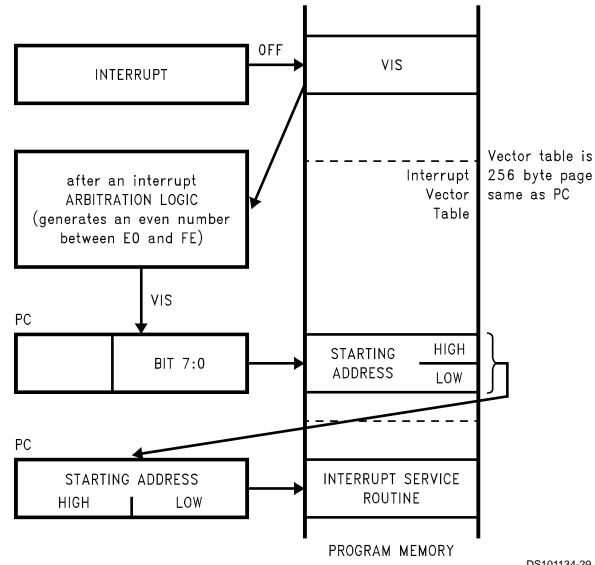 OFF
INTERRUPT
VIS
Vector table is
256 byte page
same as PC
Interrupt
Vector
Table
after an interrupt
ARBITRATION LOGIC
(generates an even number
between E0 and FE)
VIS
PC
BIT 7:0
STARTING
ADDRESS
HIGH
LOW
PC
STARTING ADDRESS
HIGH
LOW
INTERRUPT SERVICE
ROUTINE
PROGRAM MEMORY
DS101134-29